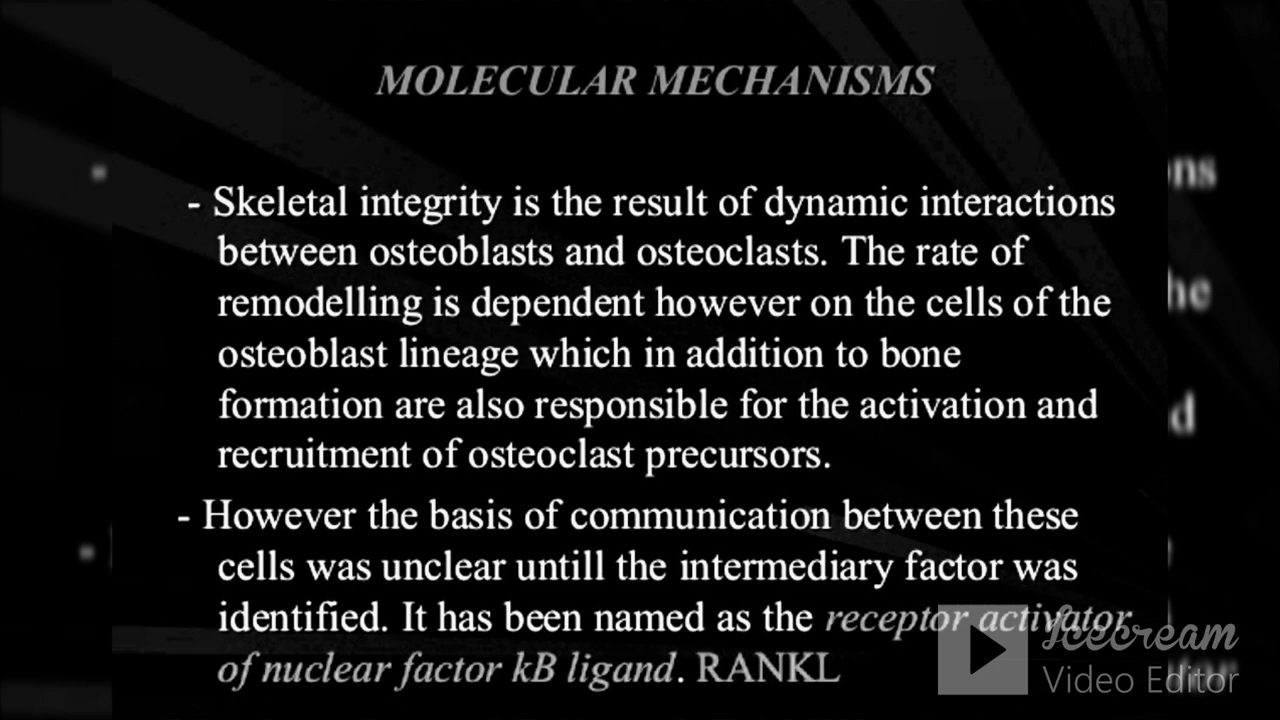 MOLECULAR MECHANISMS
- Skeletal integrity is the result of dynamic interactions
between osteoblasts and osteoclasts. The rate of
remodelling is dependent however on the cells of the
osteoblast lineage which in addition to bone
formation are also responsible for the activation and
recruitment of osteoclast precursors.
- However the basis of communication between these
cells was unclear untill the intermediary factor was
identified. It has been named as the receptor activator
of nuclear factor kB ligand. RANKL
Icecream
Video Editor